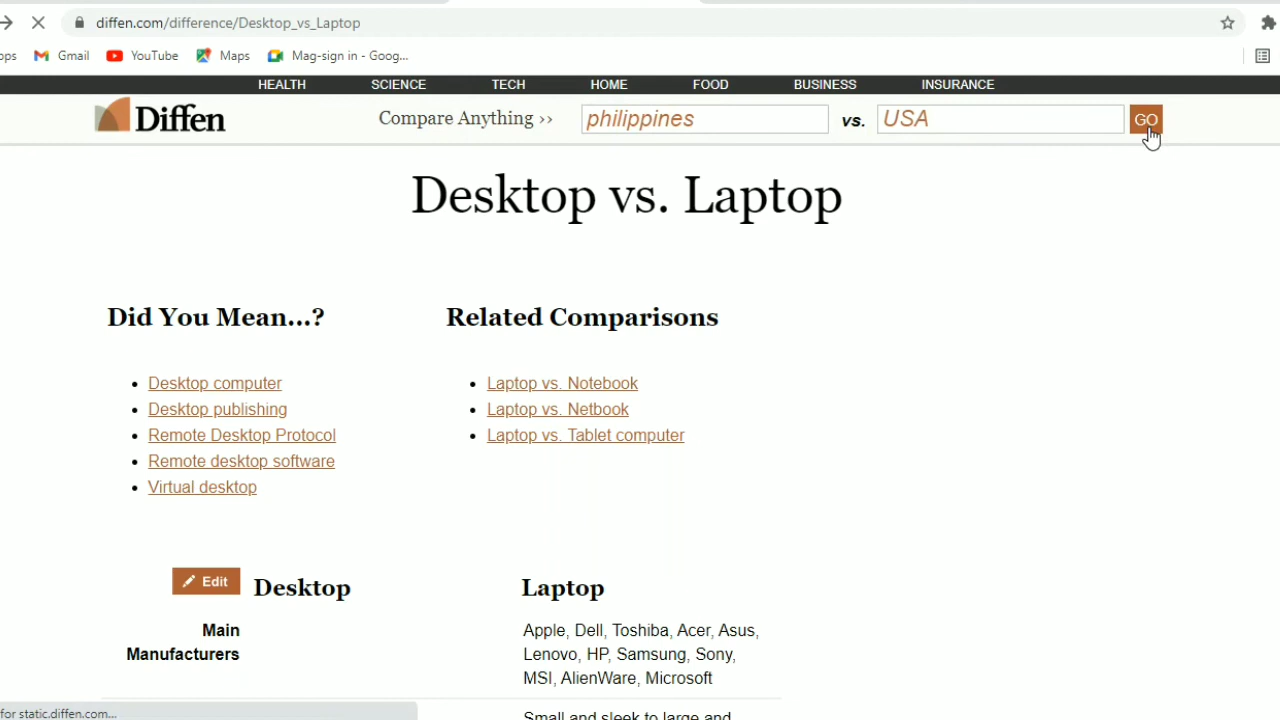 diffen.com/difference/Desktop_vs_Laptop
ops Gmail YouTube Maps Mag-sign in - Goog...
HEALTH SCIENCE TECH HOME FOOD BUSINESS INSURANCE
Diffen Compare Anything ›› philippines vs. USA GO
Desktop vs. Laptop
Did You Mean...?
Desktop computer
Desktop publishing
Remote Desktop Protocol
Remote desktop software
Virtual desktop
Related Comparisons
Laptop vs. Notebook
Laptop vs. Netbook
Laptop vs. Tablet computer
Edit Desktop Laptop
Main
Manufacturers
Apple, Dell, Toshiba, Acer, Asus,
Lenovo, HP, Samsung, Sony,
MSI, AlienWare, Microsoft
Small and sleek to large and
for static.diffen.com...